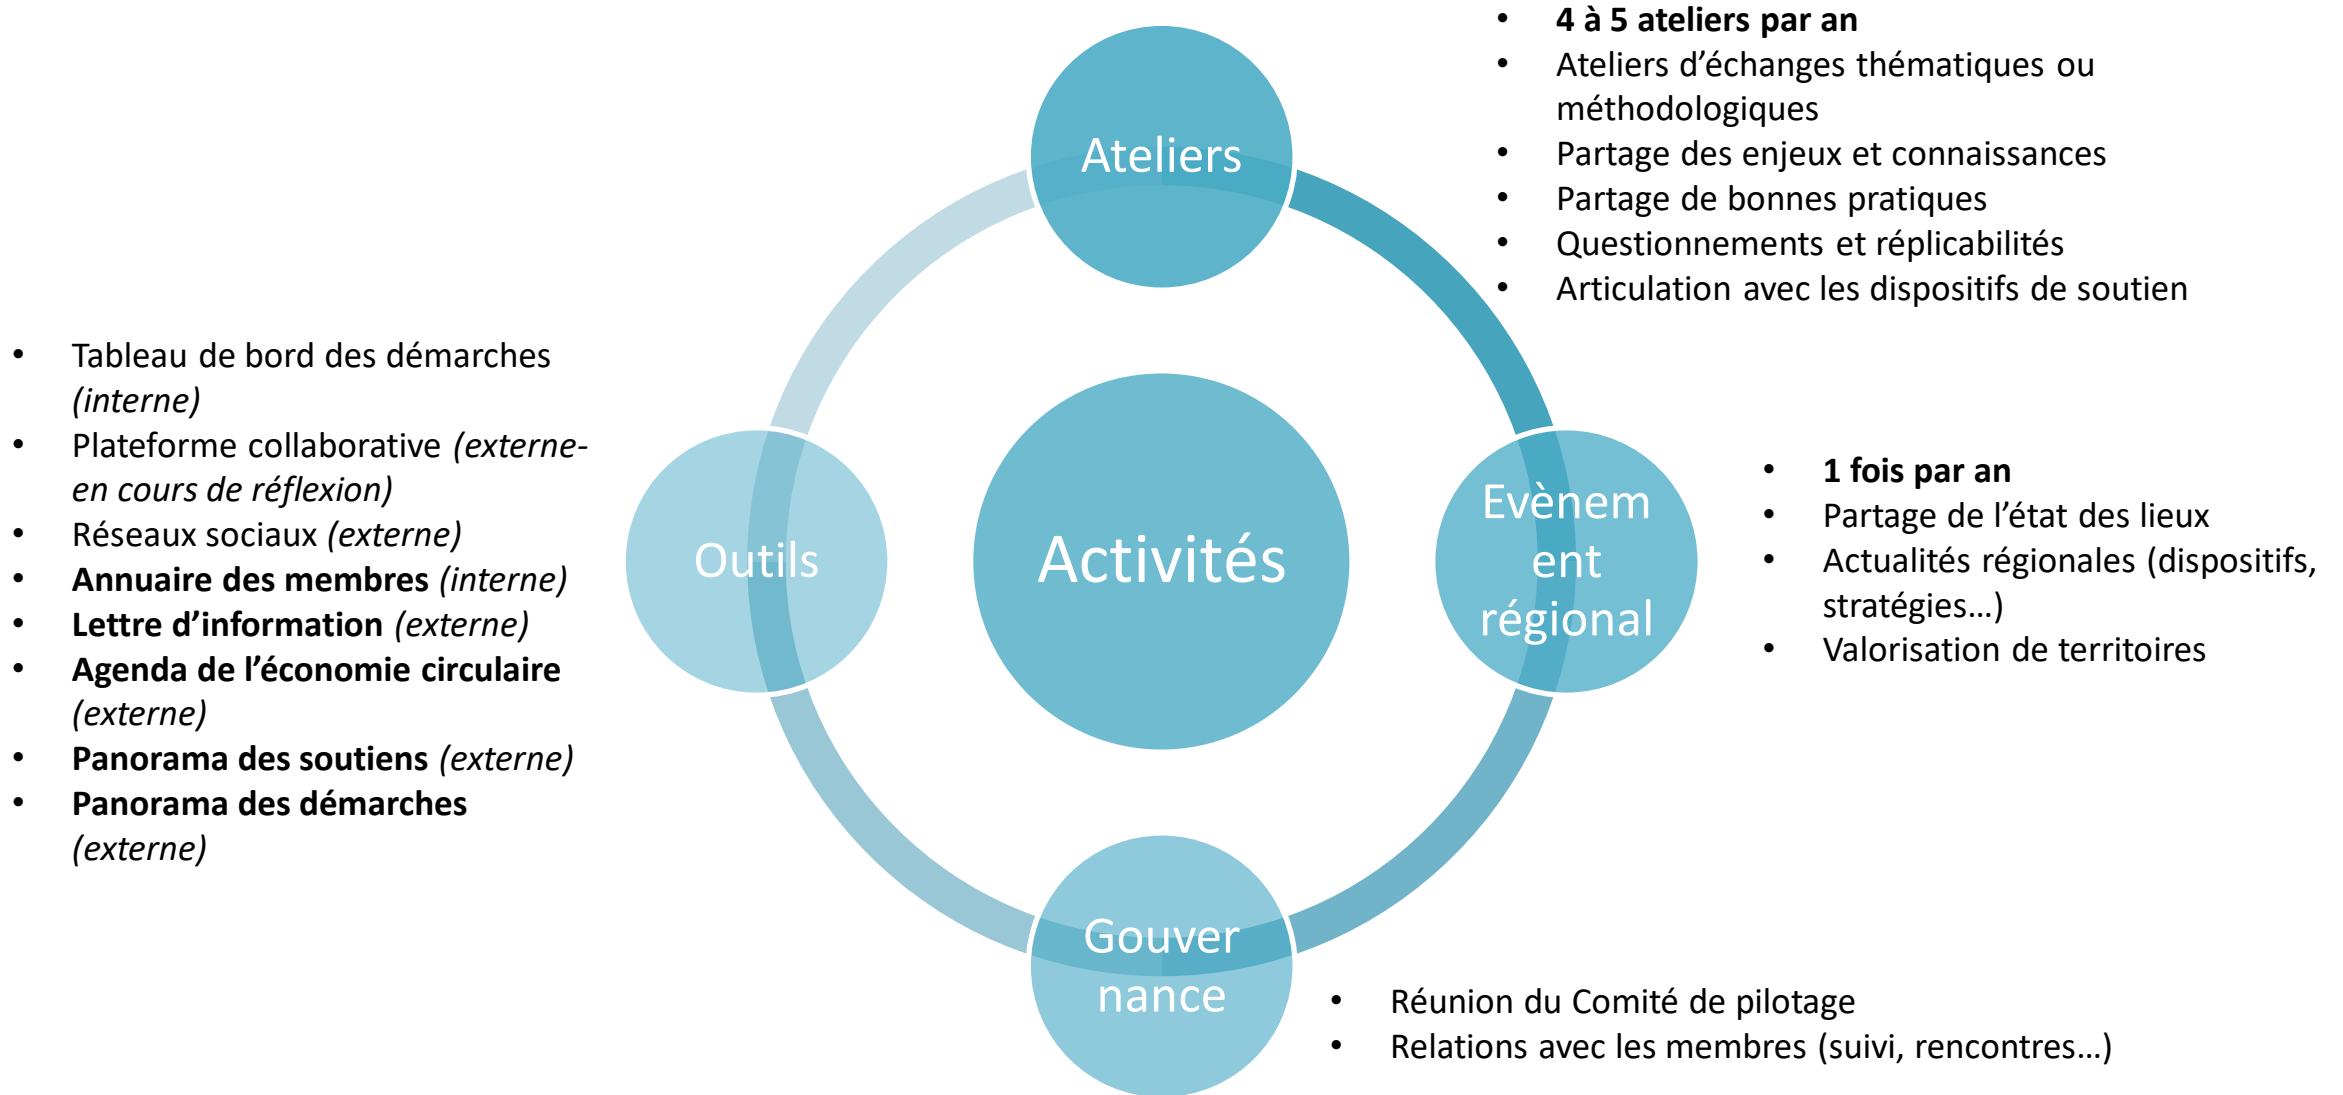 • 4 à 5 ateliers par an
• Ateliers d’échanges thématiques ou
méthodologiques
• Partage des enjeux et connaissances
• Partage de bonnes pratiques
• Questionnements et réplicabilités
• Articulation avec les dispositifs de soutien
Ateliers
• Tableau de bord des démarches
(interne)
• Plateforme collaborative (externe-
en cours de réflexion)
• Réseaux sociaux (externe)
• Annuaire des membres (interne)
• Lettre d’information (externe)
• Agenda de l’économie circulaire
(externe)
• Panorama des soutiens (externe)
• Panorama des démarches
(externe)
Outils
Activités
Evènem
ent
régional
• 1 fois par an
• Partage de l’état des lieux
• Actualités régionales (dispositifs,
stratégies…)
• Valorisation de territoires
Gouver
nance
• Réunion du Comité de pilotage
• Relations avec les membres (suivi, rencontres…)